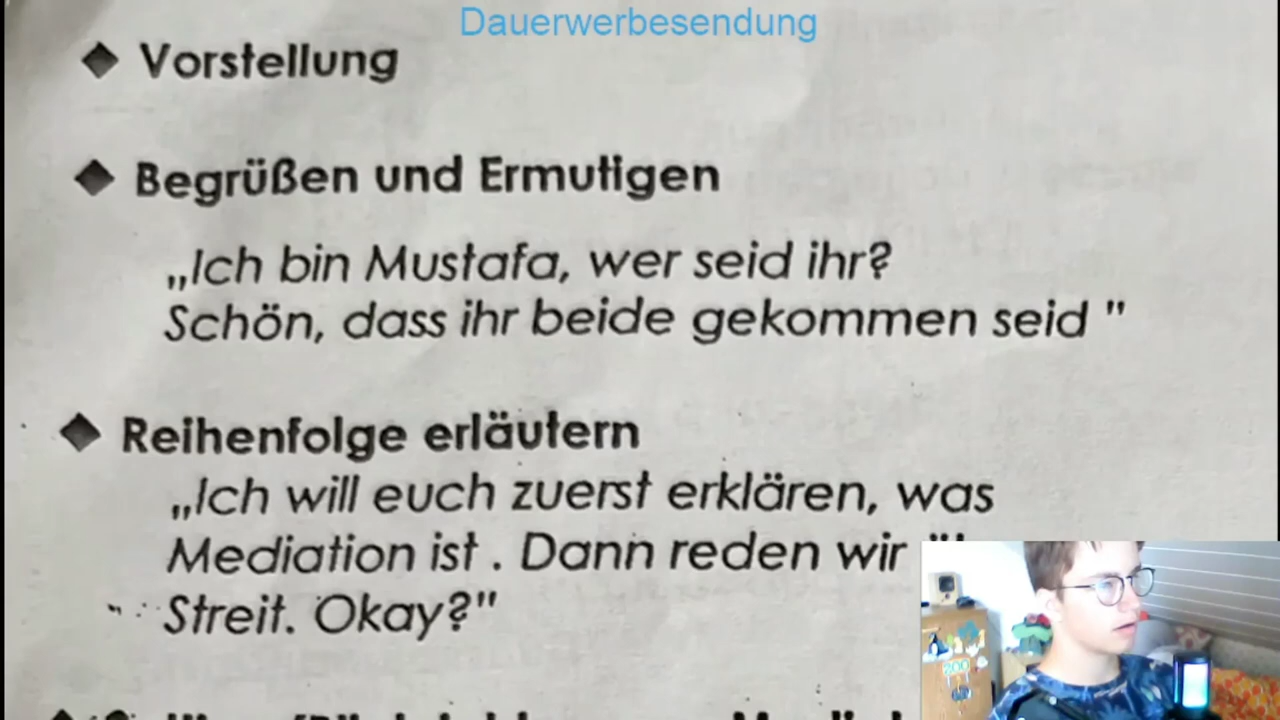 Dauerwerbesendung
Vorstellung
Begrüßen und Ermutigen
„Ich bin Mustafa, wer seid ihr?
Schön, dass ihr beide gekommen seid "
Reihenfolge erläutern
„Ich will euch zuerst erklären, was
Mediation ist . Dann reden wir
Streit. Okay?"
200